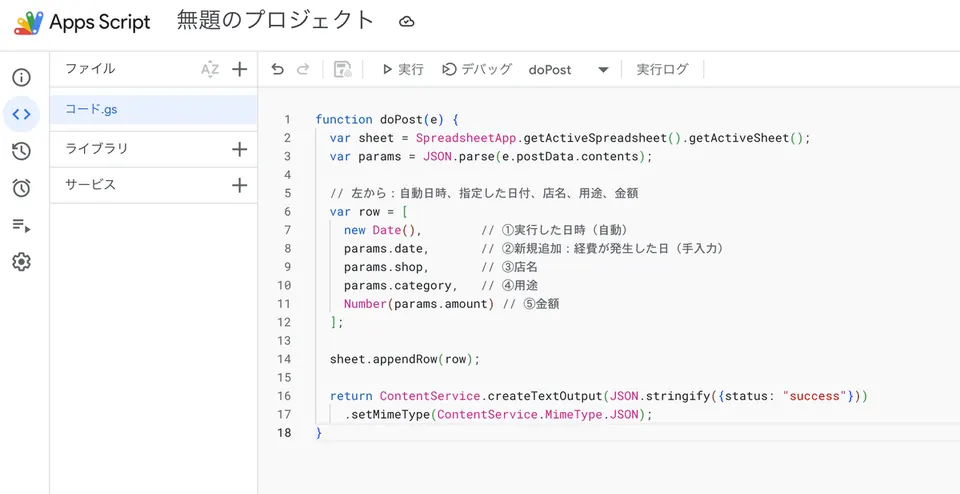 Apps Script 無題のプロジェクト
ファイル AZ
実行 デバッグ doPost 実行ログ
コード.gs
ライブラリ
サービス
1 function doPost(e) {
2 var sheet = SpreadsheetApp.getActiveSpreadsheet().getActiveSheet();
3 var params = JSON.parse(e.postData.contents);
4
5 // 左から：自動日時、指定した日付、店名、用途、金額
6 var row = [
7 new Date(), // ①実行した日時（自動）
8 params.date, // ②新規追加：経費が発生した日（手入力）
9 params.shop, // ③店名
10 params.category, // ④用途
11 Number(params.amount) // ⑤金額
12 ];
13
14 sheet.appendRow(row);
15
16 return ContentService.createTextOutput(JSON.stringify({status: "success"}))
17 .setMimeType(ContentService.MimeType.JSON);
18 }